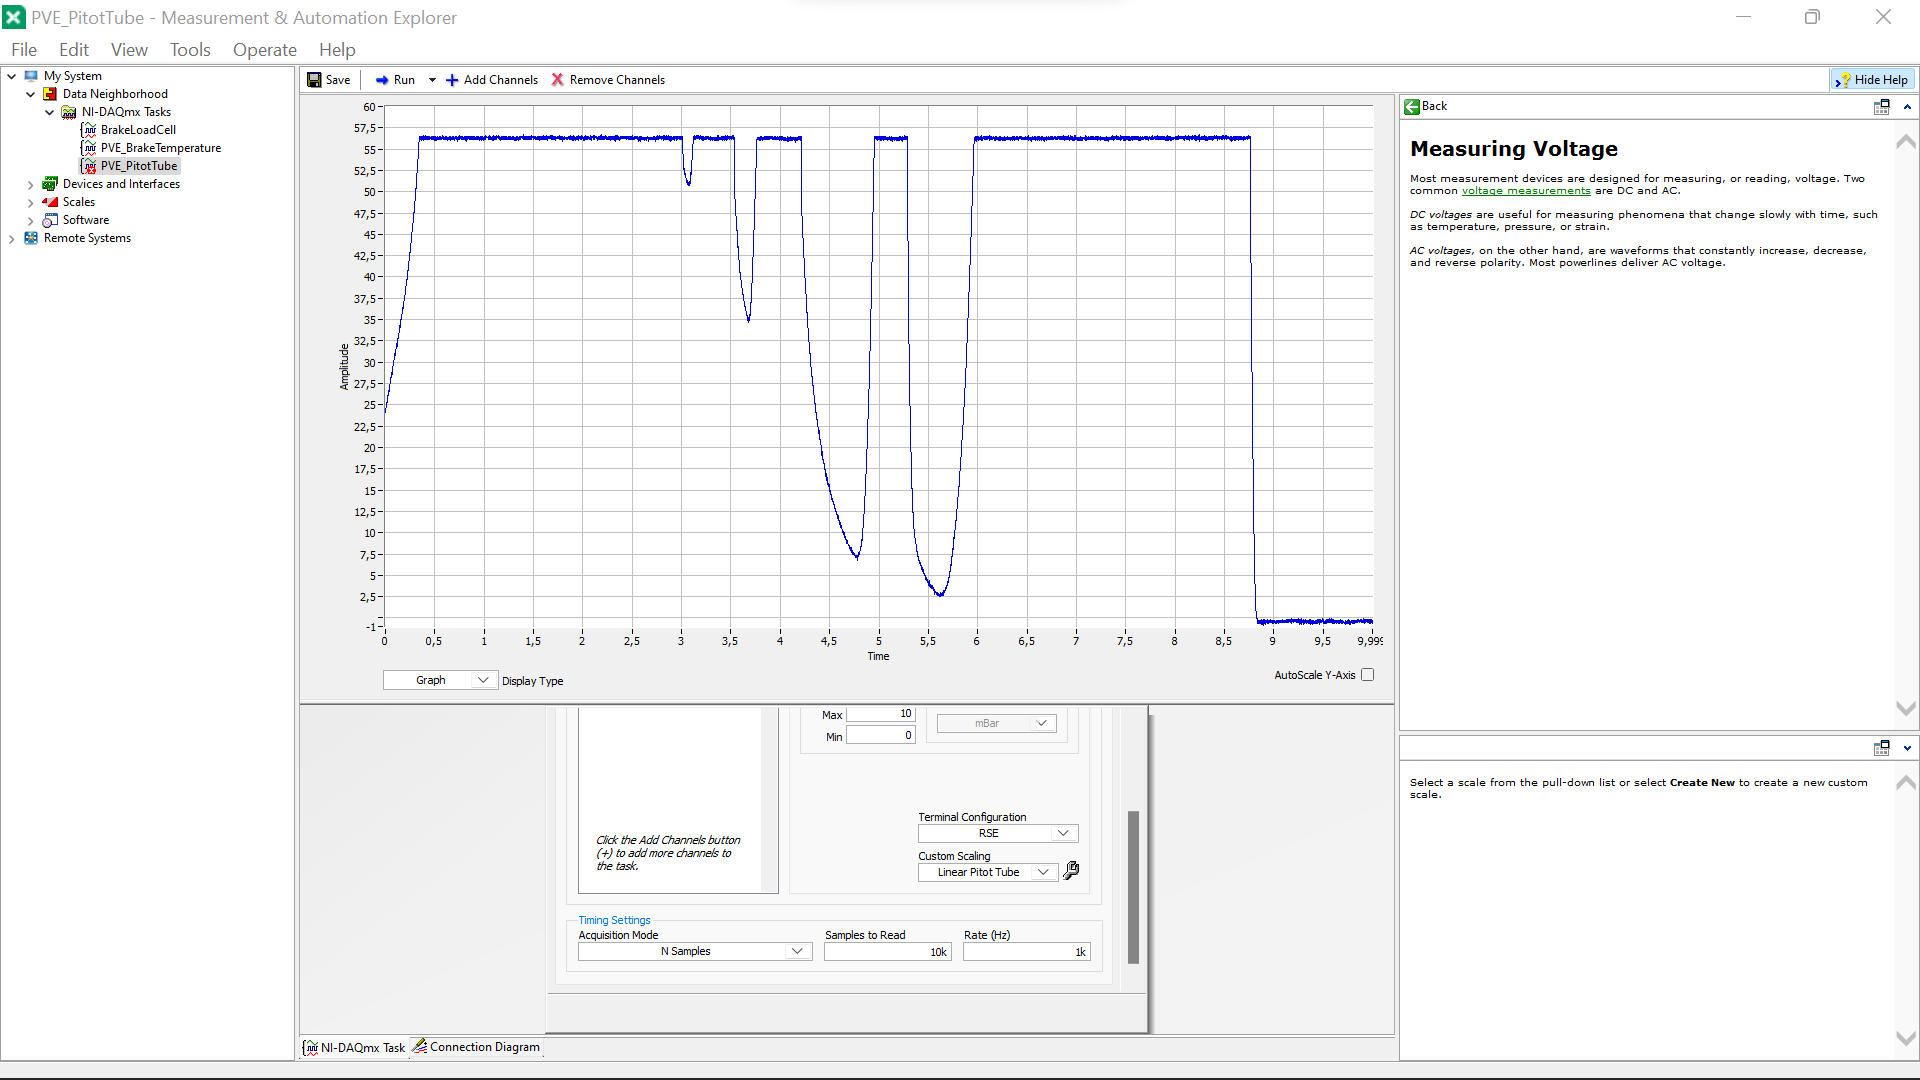 PVE_PitotTube - Measurement & Automation Explorer
File Edit View Tools Operate Help
My System
Data Neighborhood
NI-DAQmx Tasks
BrakeLoadCell
PVE_BrakeTemperature
PVE_PitotTube
Devices and Interfaces
Scales
Software
Remote Systems
Save Run Add Channels Remove Channels
Hide Help
60
57,5
55
52,5
50
47,5
45
42,5
40
37,5
35
32,5
30
27,5
25
22,5
20
17,5
15
12,5
10
7,5
5
2,5
-1
Amplitude
0 0,5 1 1,5 2 2,5 3 3,5 4 4,5 5 5,5 6 6,5 7 7,5 8 8,5 9 9,5 9,999
Time
Graph Display Type
AutoScale Y-Axis
Max 10
Min 0
mBar
Click the Add Channels button
(+) to add more channels to
the task.
Terminal Configuration
RSE
Custom Scaling
Linear Pitot Tube
Timing Settings
Acquisition Mode Samples to Read Rate (Hz)
N Samples 10k 1k
NI-DAQmx Task Connection Diagram
Back
Measuring Voltage
Most measurement devices are designed for measuring, or reading, voltage. Two
common voltage measurements are DC and AC.
DC voltages are useful for measuring phenomena that change slowly with time, such
as temperature, pressure, or strain.
AC voltages, on the other hand, are waveforms that constantly increase, decrease,
and reverse polarity. Most powerlines deliver AC voltage.
Select a scale from the pull-down list or select Create New to create a new custom
scale.